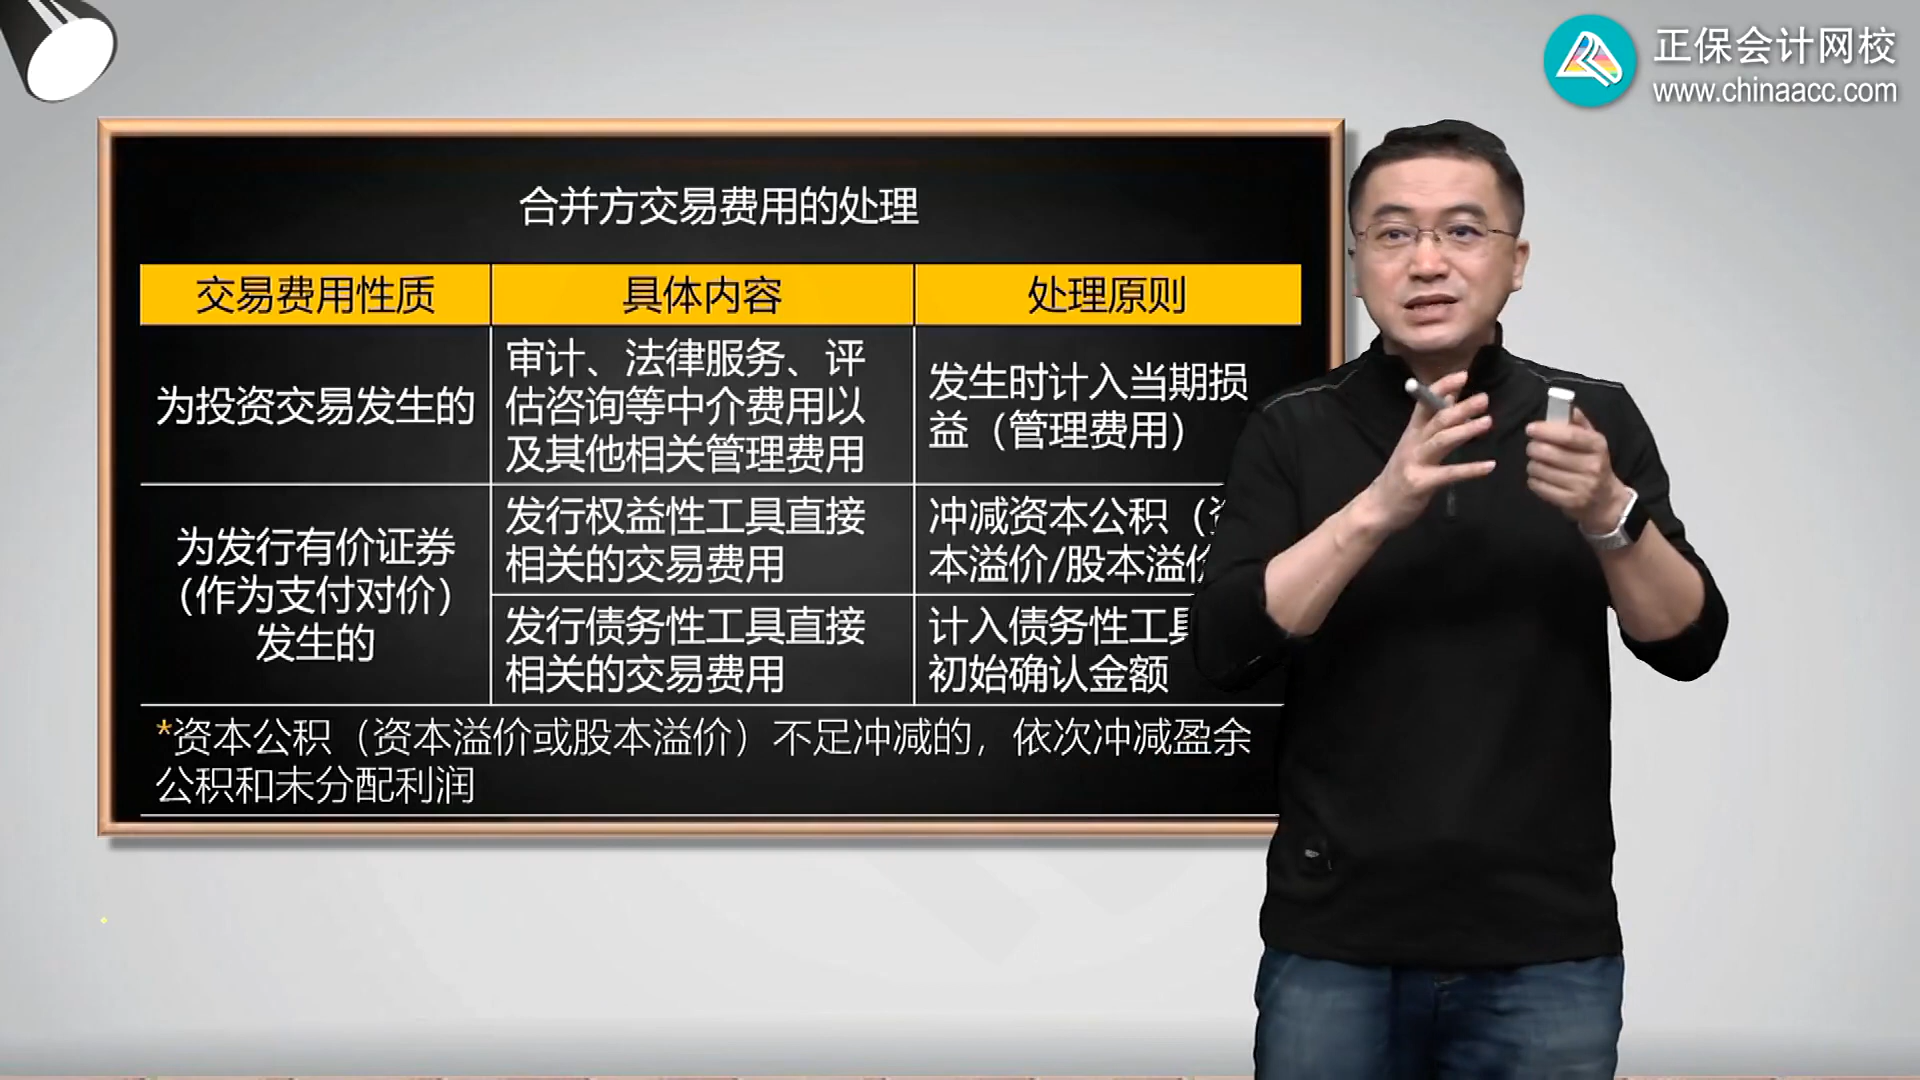 正保会计网校
www.chinaacc.com
合并方交易费用的处理
交易费用性质
具体内容
处理原则
为投资交易发生的
审计、法律服务、评
估咨询等中介费用以
及其他相关管理费用
发生时计入当期损
益（管理费用）
为发行有价证券
（作为支付对价）
发生的
发行权益性工具直接
相关的交易费用
冲减资本公积（
本溢价/股本溢价
发行债务性工具直接
相关的交易费用
计入债务性工具
初始确认金额
*资本公积（资本溢价或股本溢价）不足冲减的，依次冲减盈余
公积和未分配利润